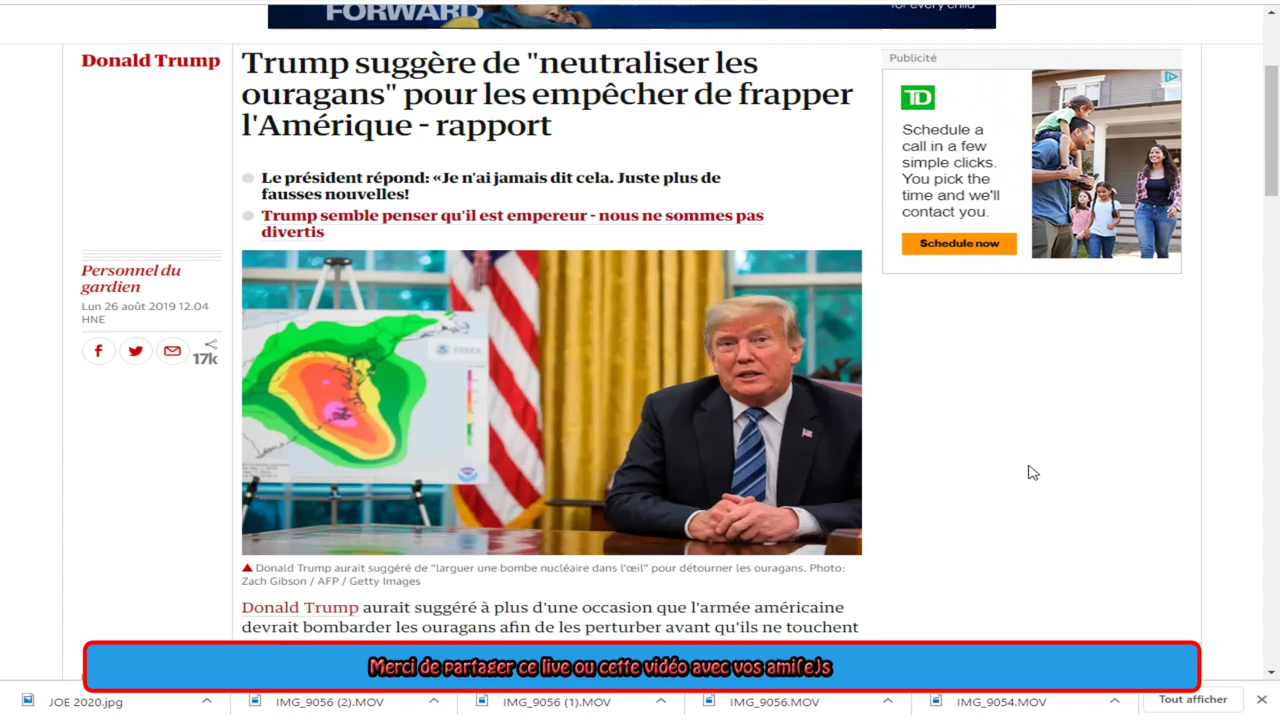 FORWARD
for every child
Donald Trump
Trump suggère de "neutraliser les
ouragans" pour les empêcher de frapper
l'Amérique - rapport
Le président répond: «Je n'ai jamais dit cela. Juste plus de
fausses nouvelles!
Trump semble penser qu'il est empereur - nous ne sommes pas
divertis
Personnel du
gardien
Lun 26 août 2019 12.04
HNE
17k
Publicité
TD
Schedule a
call in a few
simple clicks.
You pick the
time and we'll
contact you.
Schedule now
FEMA
Donald Trump aurait suggéré de "larguer une bombe nucléaire dans l'œil" pour détourner les ouragans. Photo:
Zach Gibson / AFP / Getty Images
Donald Trump aurait suggéré à plus d'une occasion que l'armée américaine
devrait bombarder les ouragans afin de les perturber avant qu'ils ne touchent
Merci de partager ce live ou cette vidéo avec vos ami(e)s
JOE 2020.jpg
IMG_9056 (2).MOV
IMG_9056 (1).MOV
IMG_9056.MOV
IMG_9054.MOV
Tout afficher